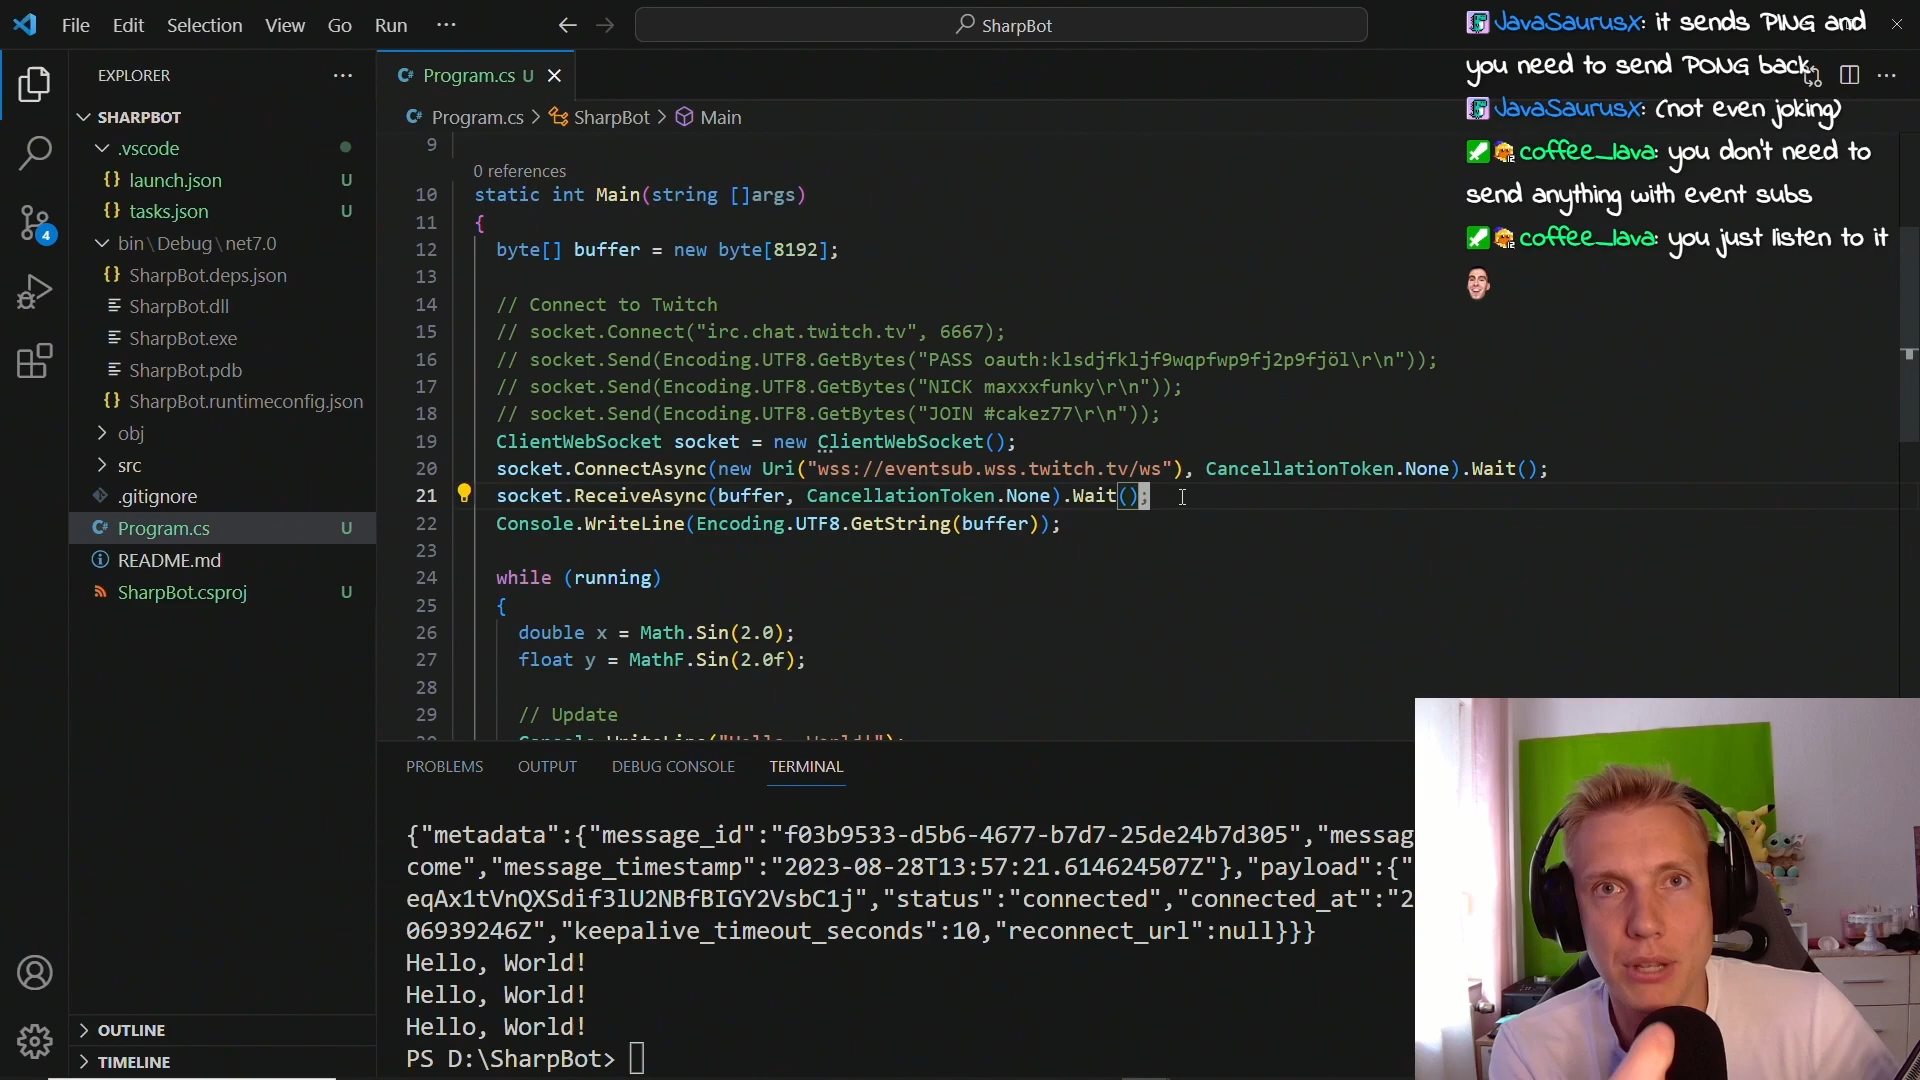 File Edit Selection View Go Run ···
SharpBot
JavaSaurusX: it sends PING and
you need to send PONG back
JavaSaurusX: (not even joking)
coffee_lava: you don't need to
send anything with event subs
coffee_lava: you just listen to it
EXPLORER
SHARPBOT
.vscode
launch.json U
tasks.json U
bin\Debug\net7.0
SharpBot.deps.json
SharpBot.dll
SharpBot.exe
SharpBot.pdb
SharpBot.runtimeconfig.json
obj
src
.gitignore
Program.cs U
README.md
SharpBot.csproj U
4
OUTLINE
TIMELINE
Program.cs U
Program.cs > SharpBot > Main
9
0 references
10 static int Main(string []args)
11 {
12 byte[] buffer = new byte[8192];
13
14 // Connect to Twitch
15 // socket.Connect("irc.chat.twitch.tv", 6667);
16 // socket.Send(Encoding.UTF8.GetBytes("PASS oauth:klsdjfkljf9wqpfwp9fj2p9fjöl\r\n"));
17 // socket.Send(Encoding.UTF8.GetBytes("NICK maxxxfunky\r\n"));
18 // socket.Send(Encoding.UTF8.GetBytes("JOIN #cakez77\r\n"));
19 ClientWebSocket socket = new ClientWebSocket();
20 socket.ConnectAsync(new Uri("wss://eventsub.wss.twitch.tv/ws"), CancellationToken.None).Wait();
21 socket.ReceiveAsync(buffer, CancellationToken.None).Wait();
22 Console.WriteLine(Encoding.UTF8.GetString(buffer));
23
24 while (running)
25 {
26 double x = Math.Sin(2.0);
27 float y = MathF.Sin(2.0f);
28
29 // Update
PROBLEMS OUTPUT DEBUG CONSOLE TERMINAL
{"metadata":{"message_id":"f03b9533-d5b6-4677-b7d7-25de24b7d305","messag
come","message_timestamp":"2023-08-28T13:57:21.614624507Z"},"payload":{"
eqAx1tVnQXSdif3lU2NBfBIGY2VsbC1j","status":"connected","connected_at":"2
06939246Z","keepalive_timeout_seconds":10,"reconnect_url":null}}}
Hello, World!
Hello, World!
Hello, World!
PS D:\SharpBot>